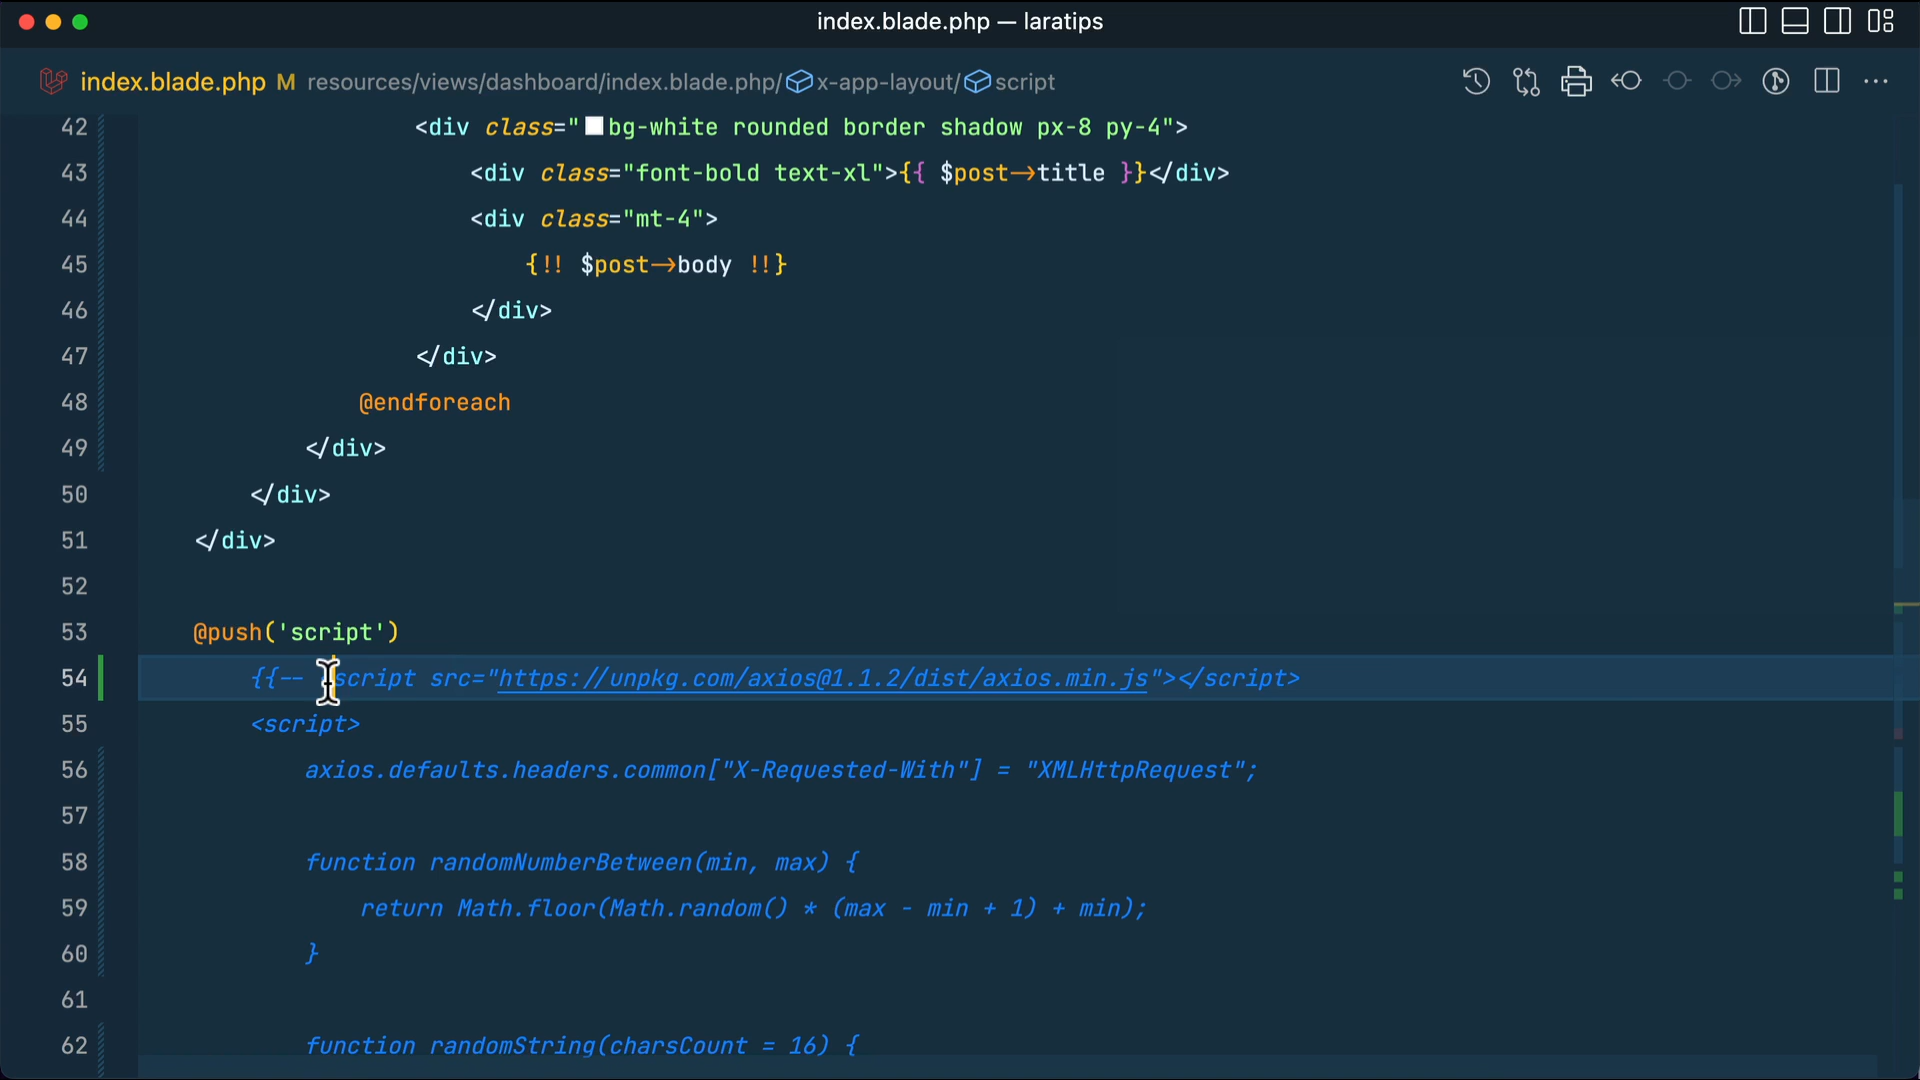 index.blade.php — laratips
index.blade.php M resources/views/dashboard/index.blade.php/ x-app-layout/ script
42 <div class="bg-white rounded border shadow px-8 py-4">
43 <div class="font-bold text-xl">{{ $post->title }}</div>
44 <div class="mt-4">
45 {!! $post->body !!}
46 </div>
47 </div>
48 @endforeach
49 </div>
50 </div>
51 </div>
52
53 @push('script')
54 {{-- <script src="https://unpkg.com/axios@1.1.2/dist/axios.min.js"></script>
55 <script>
56 axios.defaults.headers.common["X-Requested-With"] = "XMLHttpRequest";
57
58 function randomNumberBetween(min, max) {
59 return Math.floor(Math.random() * (max - min + 1) + min);
60 }
61
62 function randomString(charsCount = 16) {